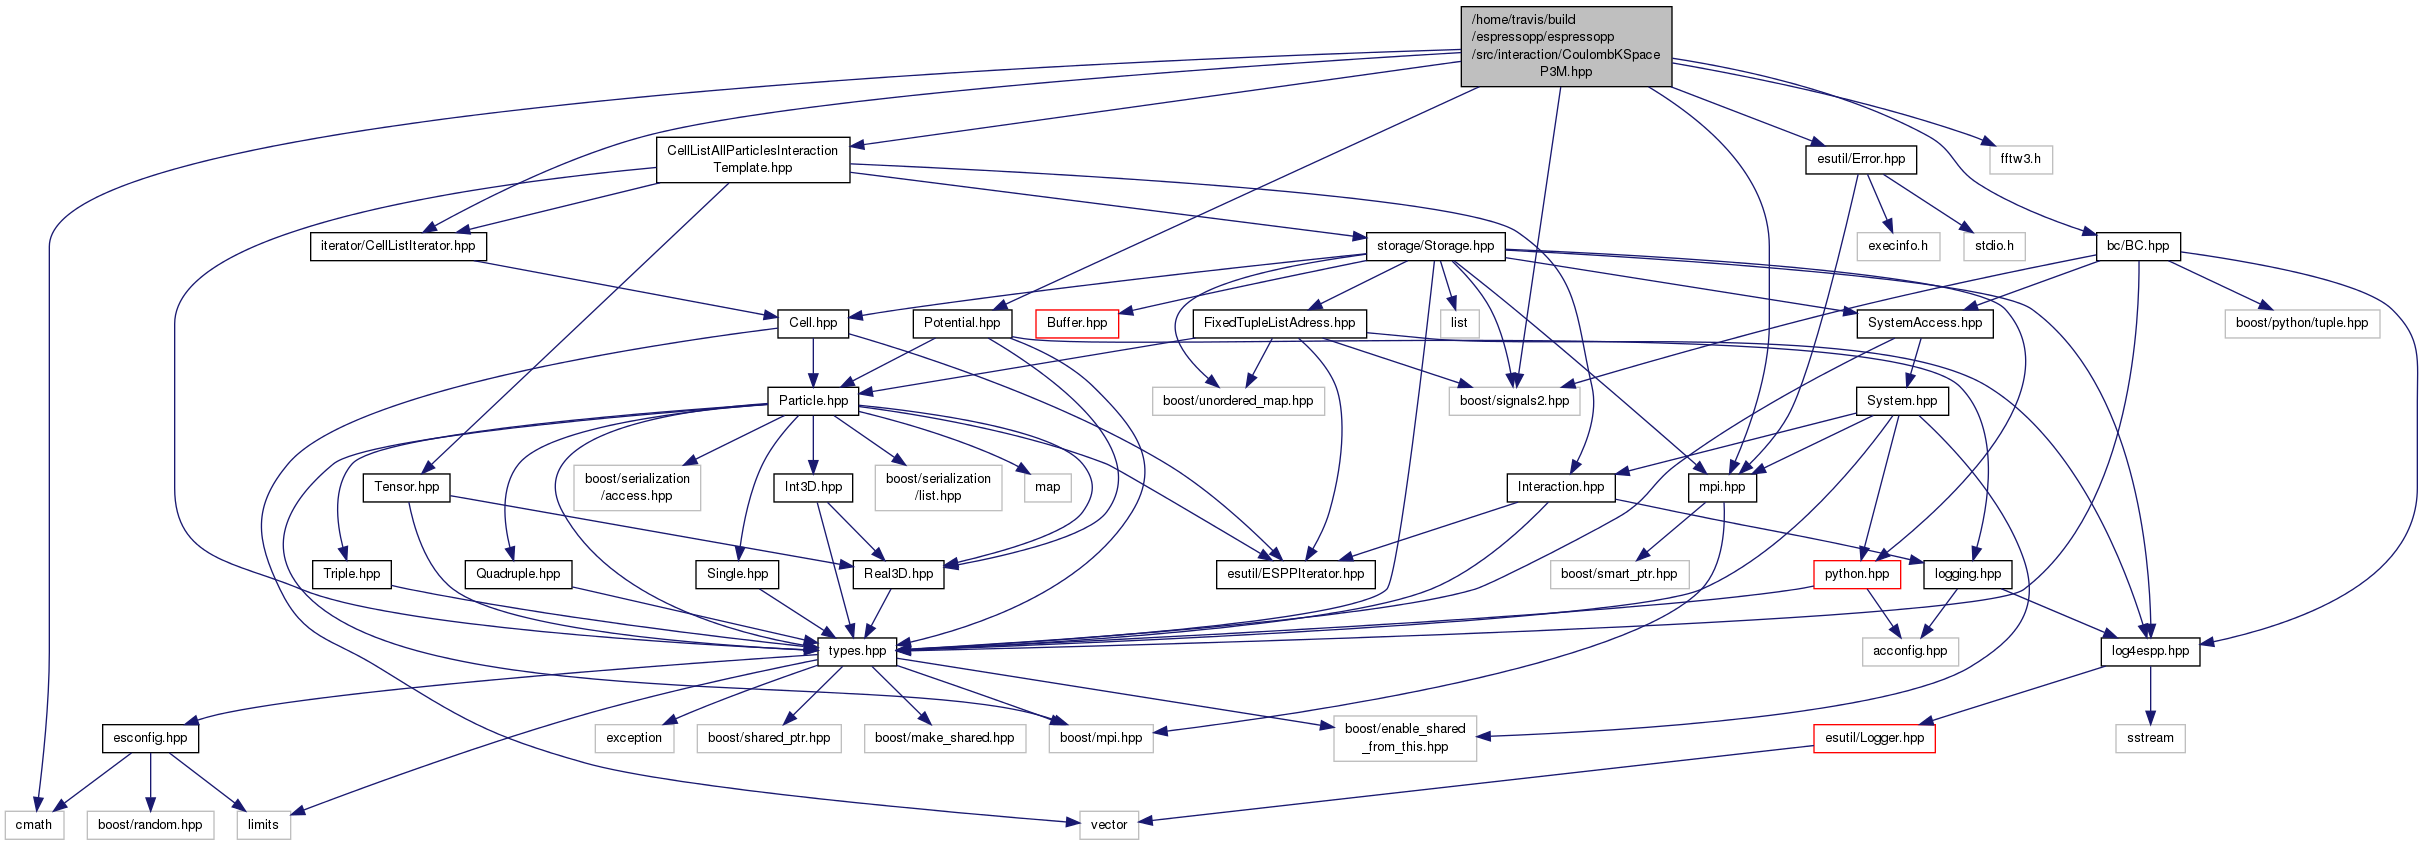 /home/travis/build
/espressopp/espressopp
/src/interaction/CoulombKSpace
P3M.hpp
CellListAllParticlesInteraction
Template.hpp
esutil/Error.hpp
fftw3.h
iterator/CellListIterator.hpp
storage/Storage.hpp
execinfo.h
stdio.h
bc/BC.hpp
Cell.hpp
Potential.hpp
Buffer.hpp
FixedTupleListAdress.hpp
list
SystemAccess.hpp
boost/python/tuple.hpp
Particle.hpp
boost/unordered_map.hpp
boost/signals2.hpp
System.hpp
Tensor.hpp
boost/serialization
/access.hpp
Int3D.hpp
boost/serialization
/list.hpp
map
Interaction.hpp
mpi.hpp
Triple.hpp
Quadruple.hpp
Single.hpp
Real3D.hpp
esutil/ESPPIterator.hpp
boost/smart_ptr.hpp
python.hpp
logging.hpp
types.hpp
acconfig.hpp
log4espp.hpp
esconfig.hpp
exception
boost/shared_ptr.hpp
boost/make_shared.hpp
boost/mpi.hpp
boost/enable_shared
_from_this.hpp
esutil/Logger.hpp
sstream
cmath
boost/random.hpp
limits
vector